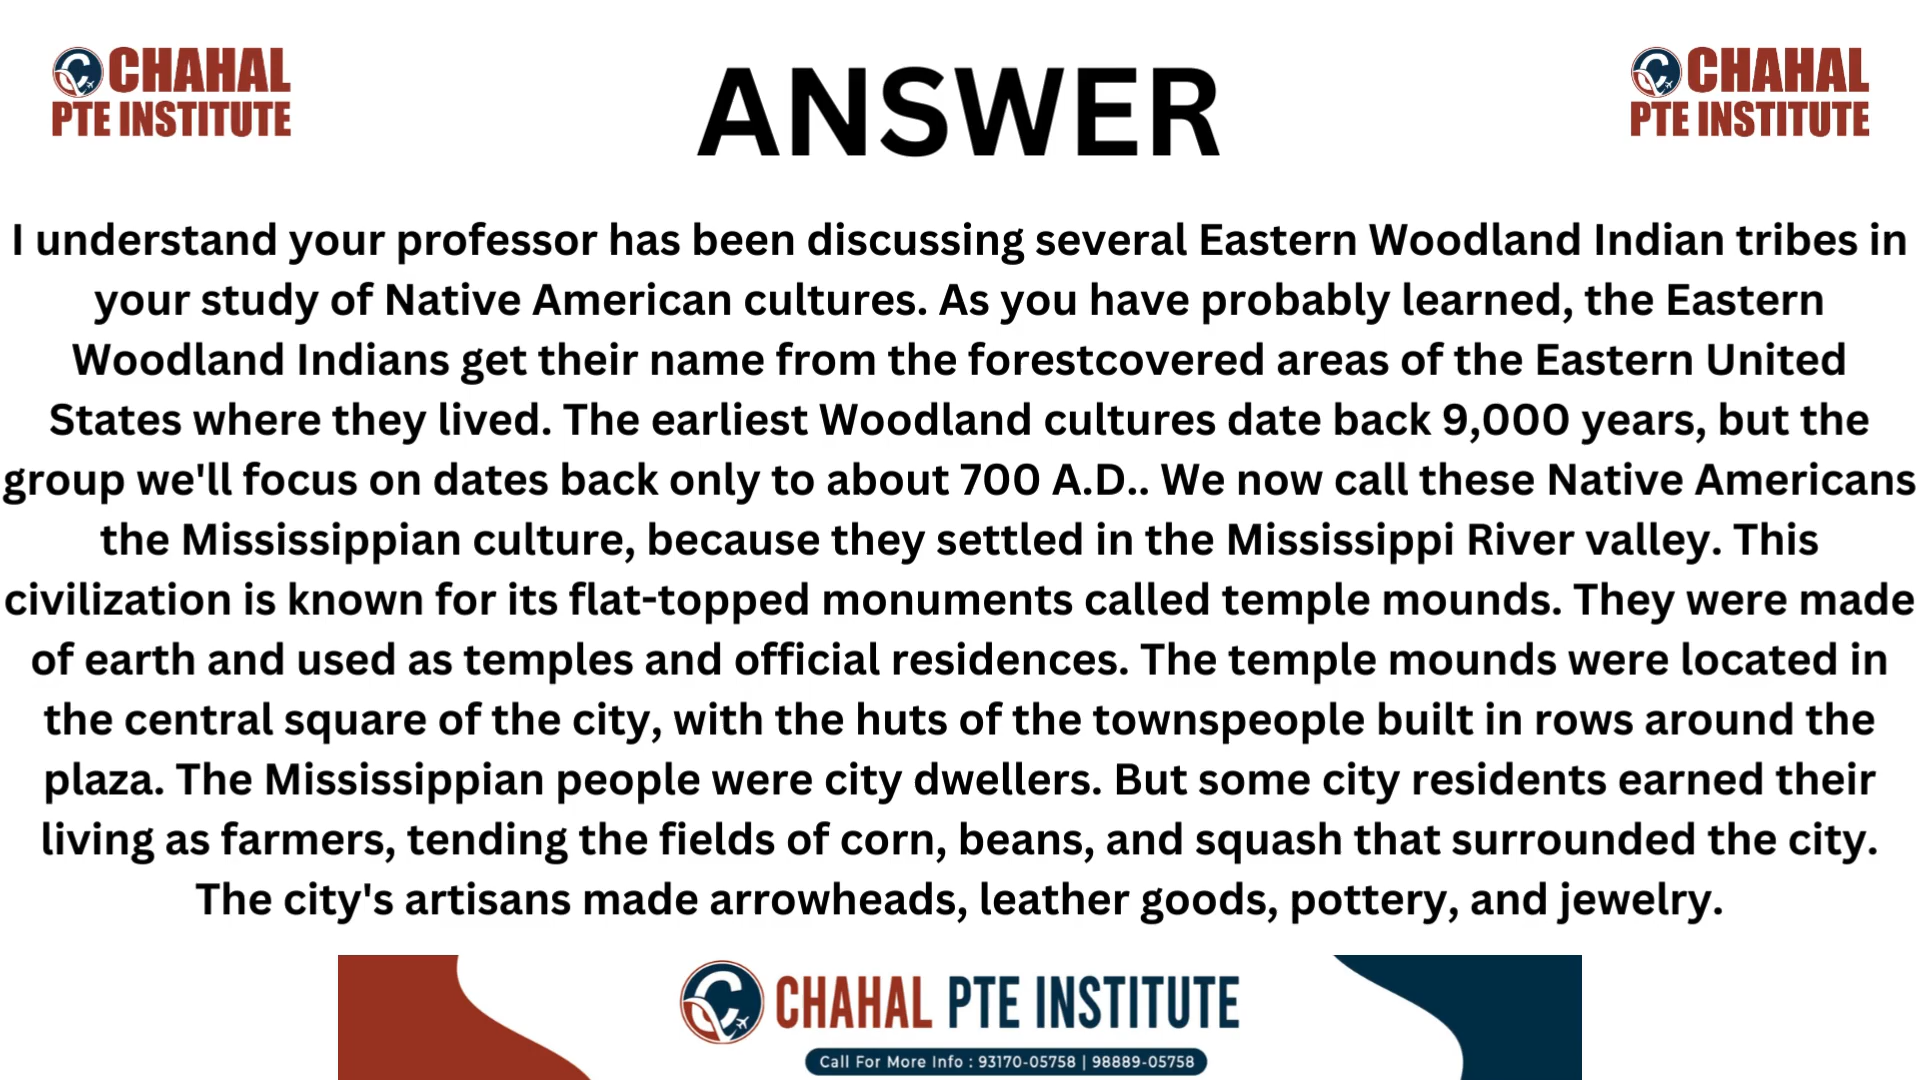 CHAHAL
PTE INSTITUTE
ANSWER
CHAHAL
PTE INSTITUTE
I understand your professor has been discussing several Eastern Woodland Indian tribes in
your study of Native American cultures. As you have probably learned, the Eastern
Woodland Indians get their name from the forestcovered areas of the Eastern United
States where they lived. The earliest Woodland cultures date back 9,000 years, but the
group we'll focus on dates back only to about 700 A.D.. We now call these Native Americans
the Mississippian culture, because they settled in the Mississippi River valley. This
civilization is known for its flat-topped monuments called temple mounds. They were made
of earth and used as temples and official residences. The temple mounds were located in
the central square of the city, with the huts of the townspeople built in rows around the
plaza. The Mississippian people were city dwellers. But some city residents earned their
living as farmers, tending the fields of corn, beans, and squash that surrounded the city.
The city's artisans made arrowheads, leather goods, pottery, and jewelry.
CHAHAL PTE INSTITUTE
Call For More Info : 93170-05758 | 98889-05758